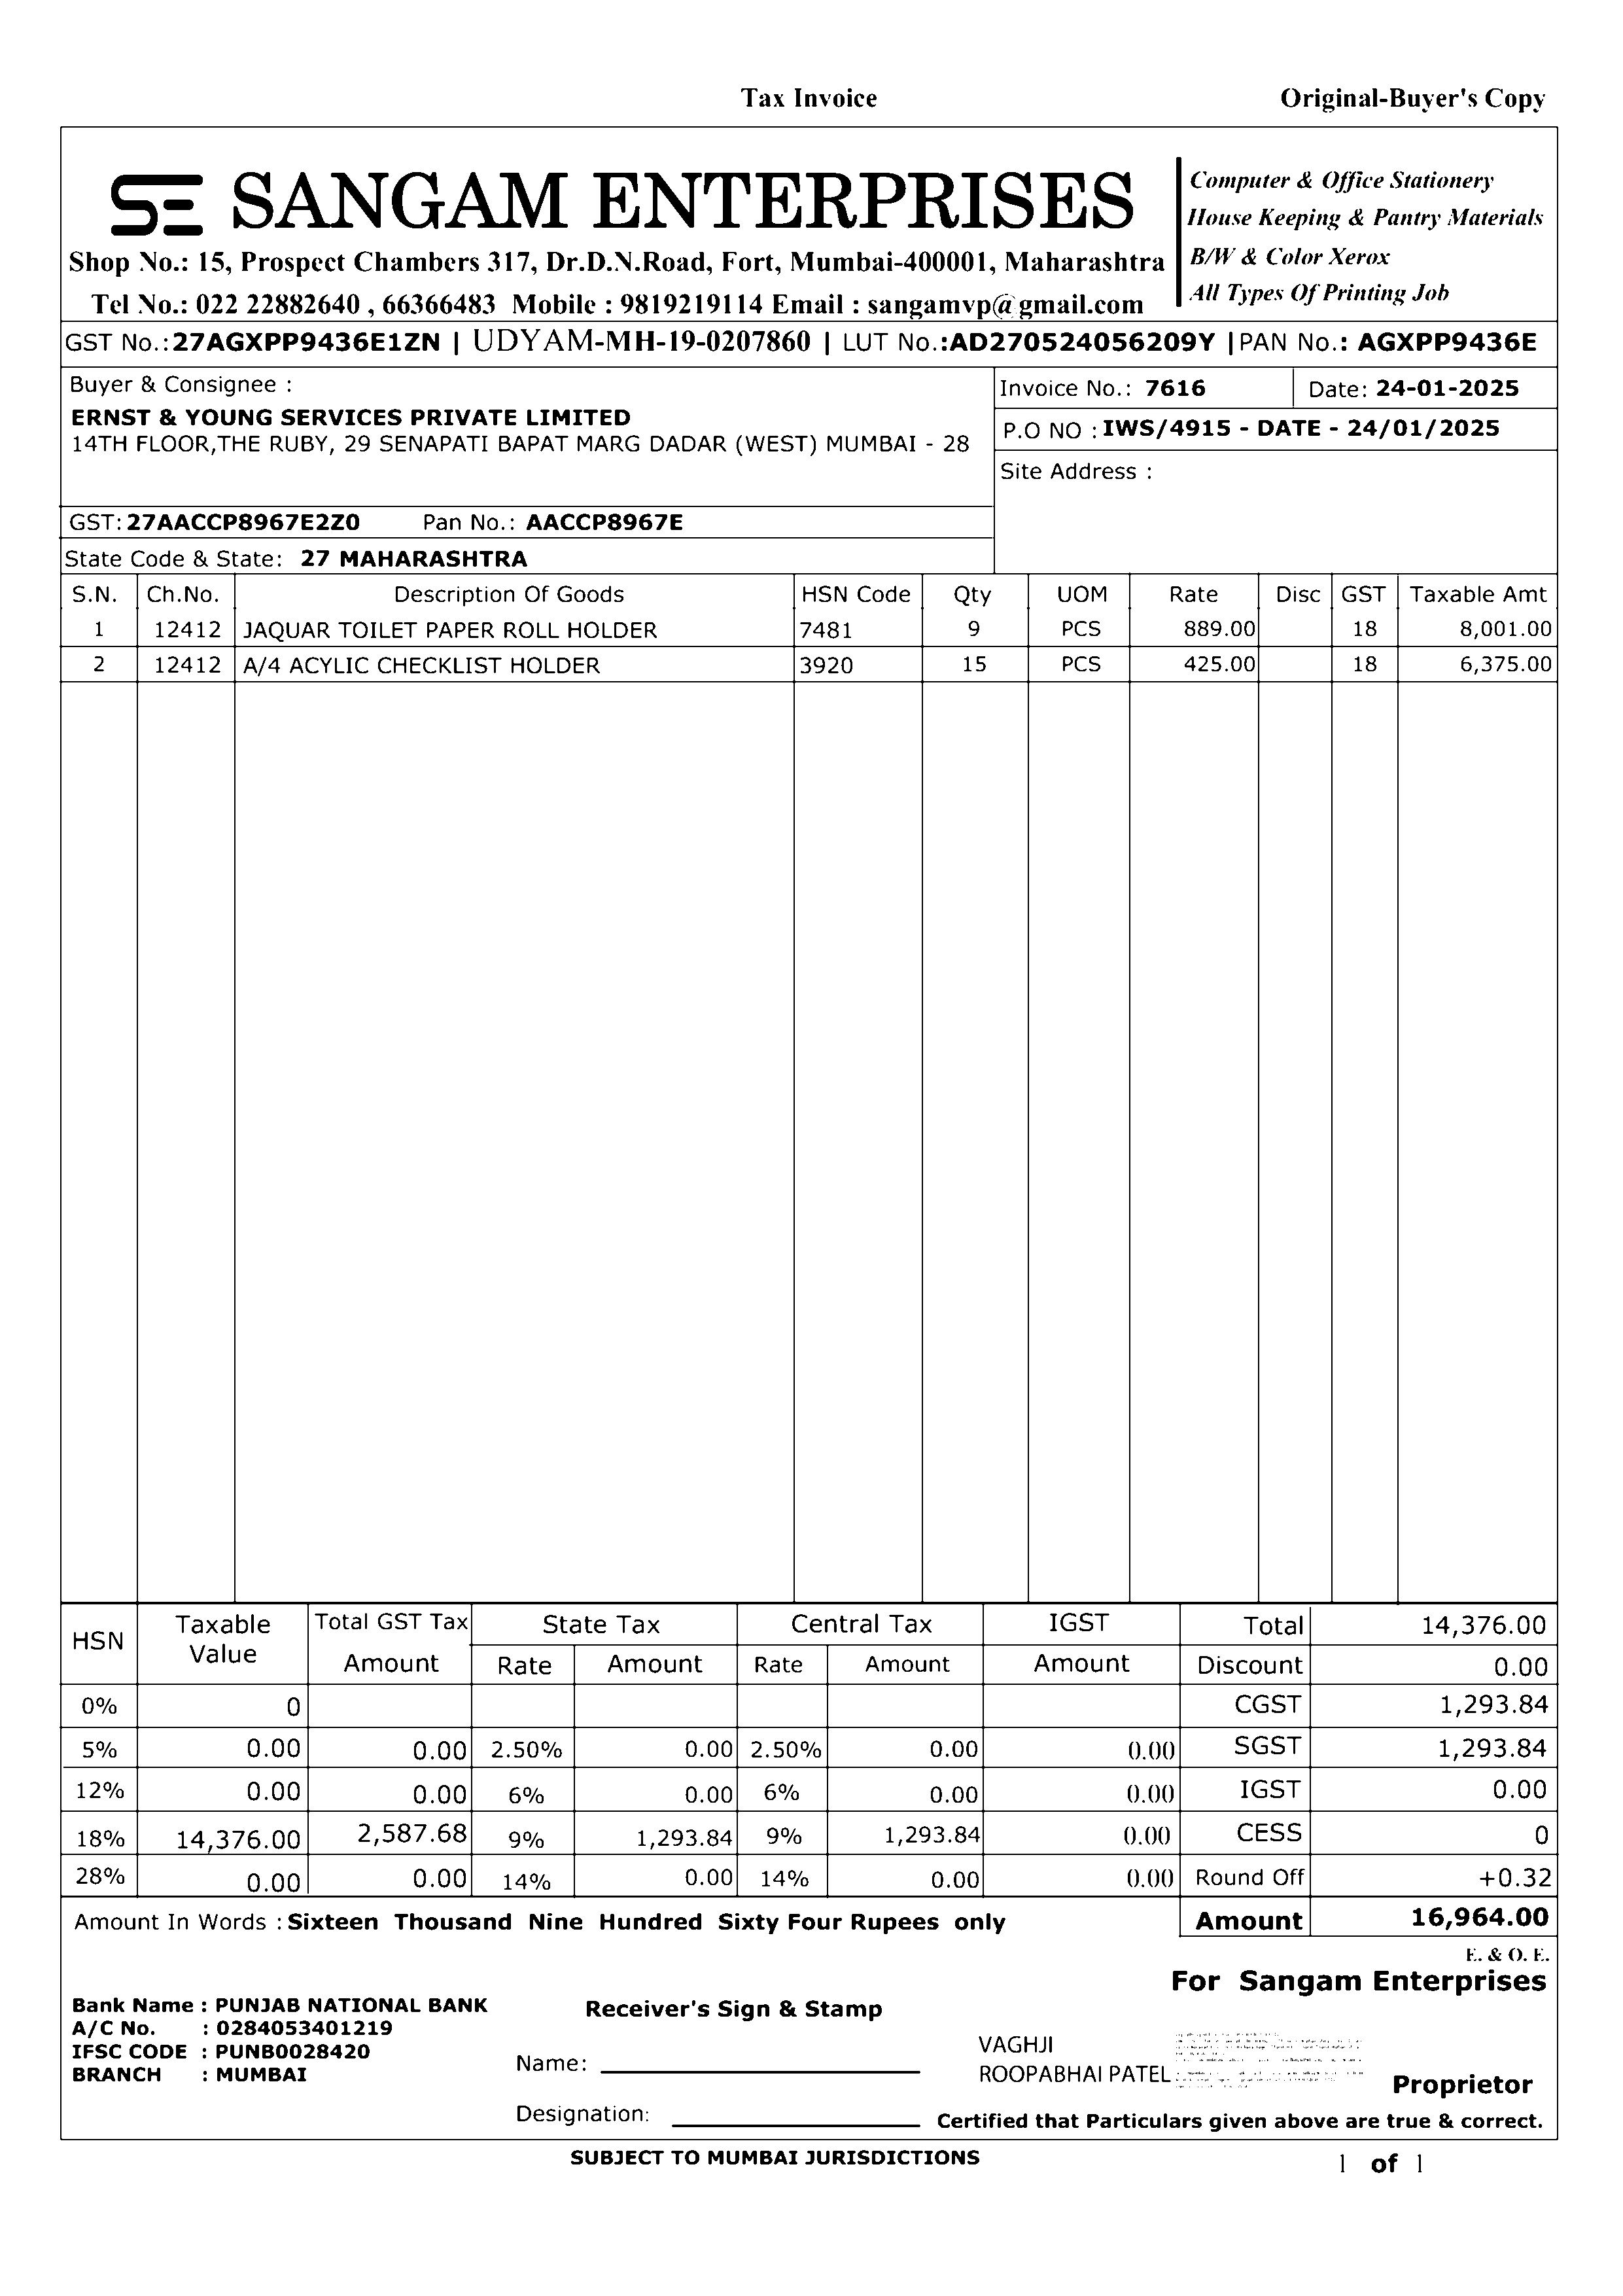 Tax Invoice Original-Buyer's Copy
SE SANGAM ENTERPRISES
Shop No.: 15, Prospect Chambers 317, Dr.D.N.Road, Fort, Mumbai-400001, Maharashtra
Tel No.: 022 22882640 , 66366483 Mobile : 9819219114 Email : sangamvp@gmail.com
Computer & Office Stationery
House Keeping & Pantry Materials
B/W & Color Xerox
All Types Of Printing Job
GST No.:27AGXPP9436E1ZN | UDYAM-MH-19-0207860 | LUT No.:AD270524056209Y |PAN No.: AGXPP9436E
Buyer & Consignee :
ERNST & YOUNG SERVICES PRIVATE LIMITED
14TH FLOOR,THE RUBY, 29 SENAPATI BAPAT MARG DADAR (WEST) MUMBAI - 28
GST: 27AACCP8967E2Z0 Pan No.: AACCP8967E
State Code & State: 27 MAHARASHTRA
Invoice No.: 7616 Date: 24-01-2025
P.O NO : IWS/4915 - DATE - 24/01/2025
Site Address :
S.N. Ch.No. Description Of Goods HSN Code Qty UOM Rate Disc GST Taxable Amt
1 12412 JAQUAR TOILET PAPER ROLL HOLDER 7481 9 PCS 889.00 18 8,001.00
2 12412 A/4 ACYLIC CHECKLIST HOLDER 3920 15 PCS 425.00 18 6,375.00
HSN Taxable Value Total GST Tax Amount State Tax Central Tax IGST Amount Total 14,376.00
Rate Amount Rate Amount Discount 0.00
0% 0 CGST 1,293.84
5% 0.00 0.00 2.50% 0.00 2.50% 0.00 0.00 SGST 1,293.84
12% 0.00 0.00 6% 0.00 6% 0.00 0.00 IGST 0.00
18% 14,376.00 2,587.68 9% 1,293.84 9% 1,293.84 0.00 CESS 0
28% 0.00 0.00 14% 0.00 14% 0.00 0.00 Round Off +0.32
Amount In Words : Sixteen Thousand Nine Hundred Sixty Four Rupees only Amount 16,964.00
E. & O. E.
For Sangam Enterprises
Bank Name : PUNJAB NATIONAL BANK
A/C No. : 0284053401219
IFSC CODE : PUNB0028420
BRANCH : MUMBAI
Receiver's Sign & Stamp
Name:
Designation:
VAGHJI
ROOPABHAI PATEL
Proprietor
Certified that Particulars given above are true & correct.
SUBJECT TO MUMBAI JURISDICTIONS
1 of 1